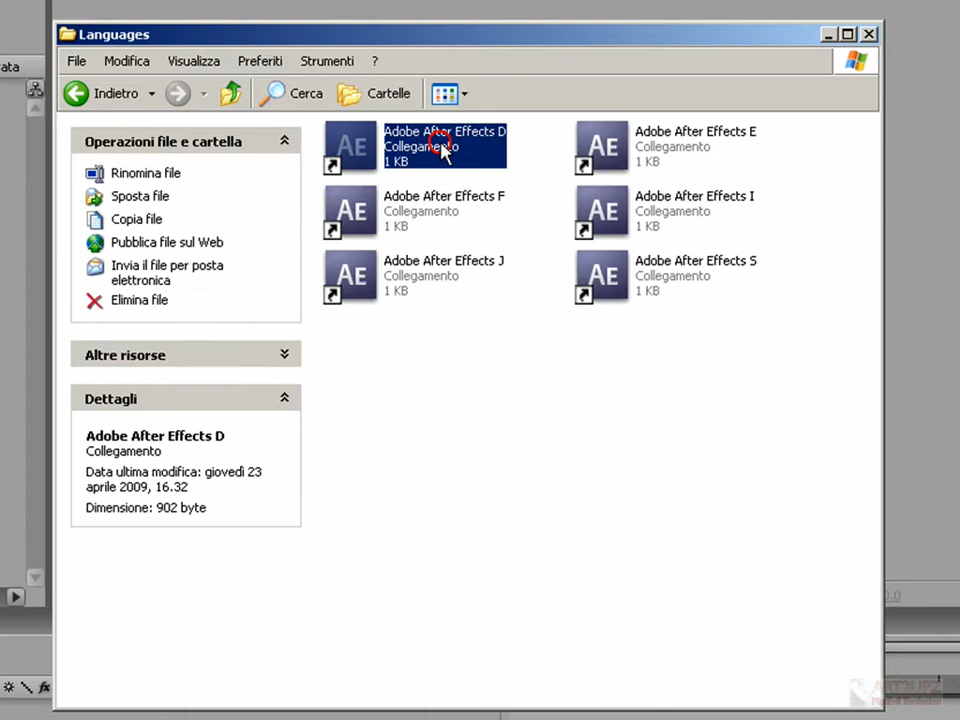 Languages
ata
File Modifica Visualizza Preferiti Strumenti ?
Indietro Cerca Cartelle
Operazioni file e cartella
Rinomina file
Sposta file
Copia file
Pubblica file sul Web
Invia il file per posta
elettronica
Elimina file
Altre risorse
Dettagli
Adobe After Effects D
Collegamento
Data ultima modifica: giovedì 23
aprile 2009, 16.32
Dimensione: 902 byte
AE
Adobe After Effects D
Collegamento
1 KB
AE
Adobe After Effects E
Collegamento
1 KB
AE
Adobe After Effects F
Collegamento
1 KB
AE
Adobe After Effects I
Collegamento
1 KB
AE
Adobe After Effects J
Collegamento
1 KB
AE
Adobe After Effects S
Collegamento
1 KB
fx